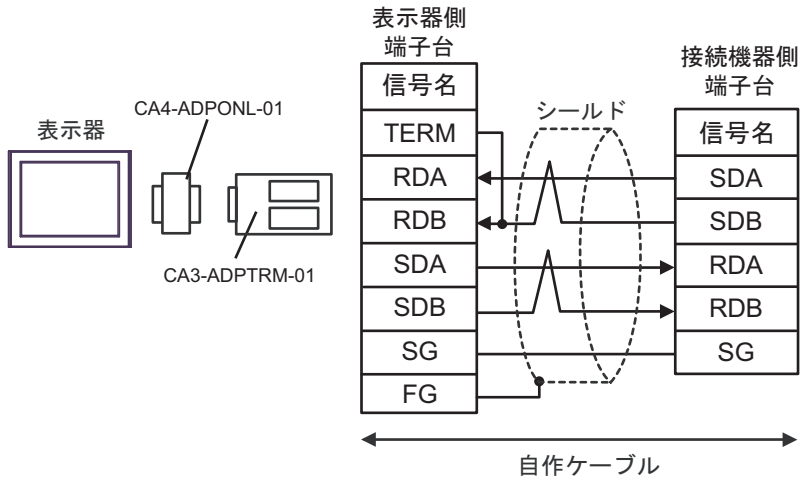 表示器
CA4-ADPONL-01
CA3-ADPTRM-01
表示器側
端子台
信号名
TERM
RDA
RDB
SDA
SDB
SG
FG
シールド
接続機器側
端子台
信号名
SDA
SDB
RDA
RDB
SG
自作ケーブル